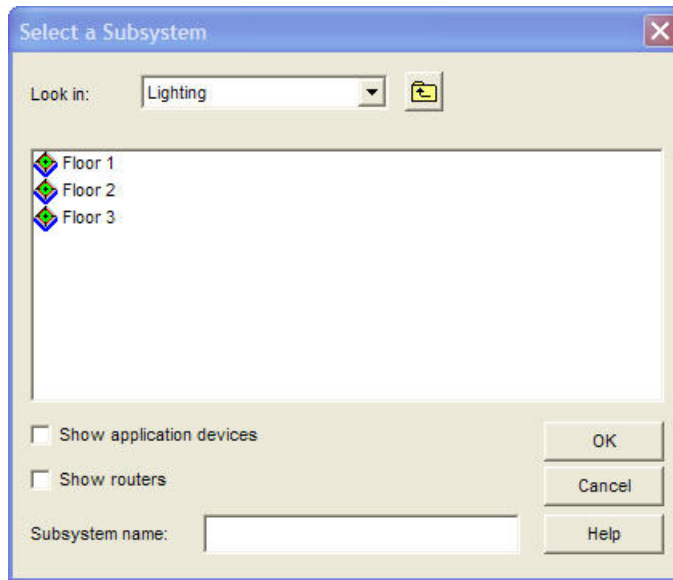 Select a Subsystem
Look in: Lighting
Floor 1
Floor 2
Floor 3
Show application devices
OK
Show routers
Cancel
Subsystem name:
Help